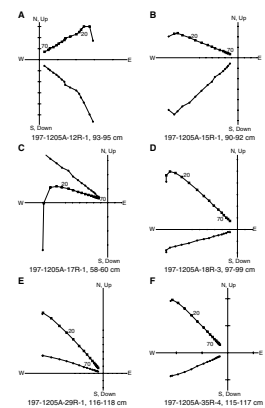 A
N, Up
20
70
W
E
S, Down
197-1205A-12R-1, 93-95 cm
B
N, Up
20
70
W
E
S, Down
197-1205A-15R-1, 90-92 cm
C
N, Up
20
70
W
E
S, Down
197-1205A-17R-1, 58-60 cm
D
N, Up
20
70
W
E
S, Down
197-1205A-18R-3, 97-99 cm
E
N, Up
20
70
W
E
S, Down
197-1205A-29R-1, 116-118 cm
F
N, Up
20
70
W
E
S, Down
197-1205A-35R-4, 115-117 cm